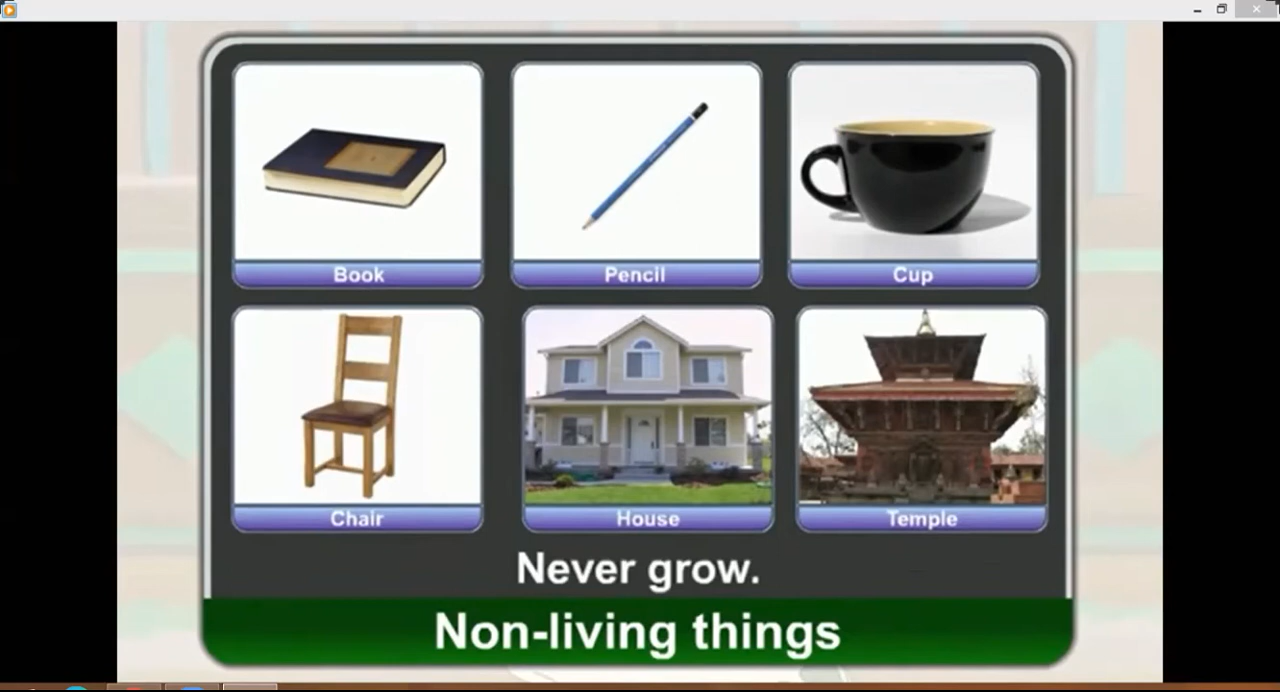 Book
Pencil
Cup
Chair
House
Temple
Never grow.
Non-living things